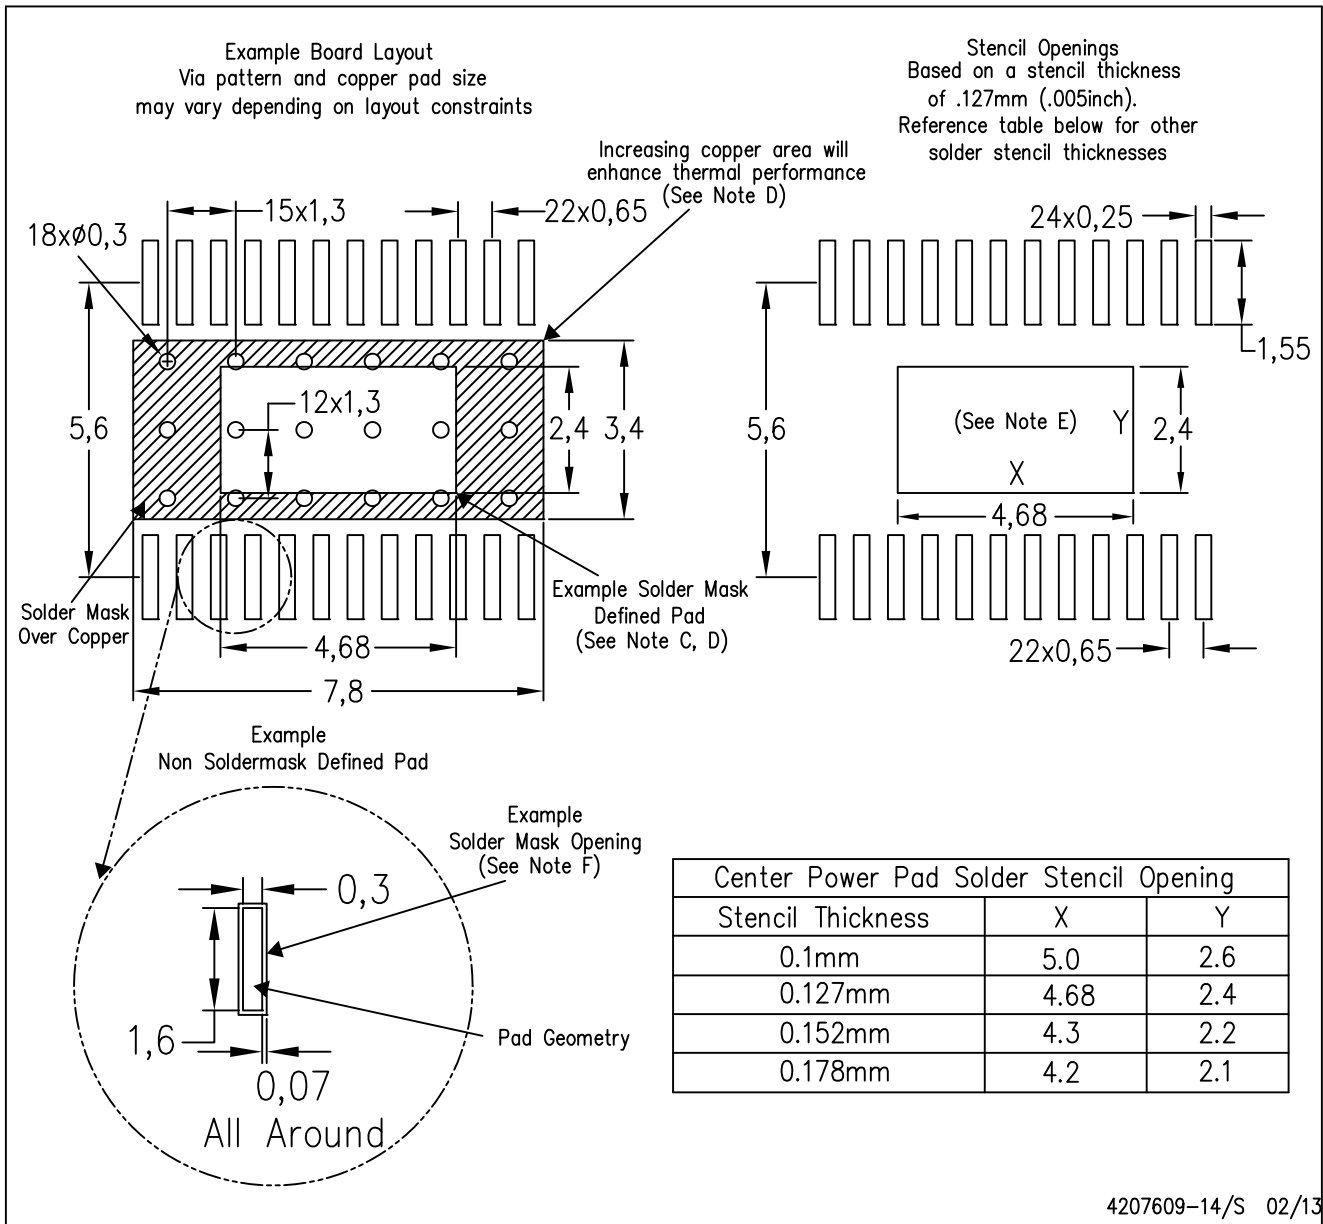 Example Board Layout
Via pattern and copper pad size
may vary depending on layout constraints
Stencil Openings
Based on a stencil thickness
of .127mm (.005inch).
Reference table below for other
solder stencil thicknesses
Increasing copper area will
enhance thermal performance
(See Note D)
15x1,3
22x0,65
18xø0,3
12x1,3
5,6
2,4
3,4
Solder Mask
Over Copper
Example Solder Mask
Defined Pad
(See Note C, D)
4,68
7,8
24x0,25
1,55
5,6
(See Note E)
Y
X
2,4
4,68
22x0,65
Example
Non Soldermask Defined Pad
Example
Solder Mask Opening
(See Note F)
0,3
1,6
Pad Geometry
0,07
All Around
Center Power Pad Solder Stencil Opening
Stencil Thickness X Y
0.1mm 5.0 2.6
0.127mm 4.68 2.4
0.152mm 4.3 2.2
0.178mm 4.2 2.1
4207609-14/S 02/13